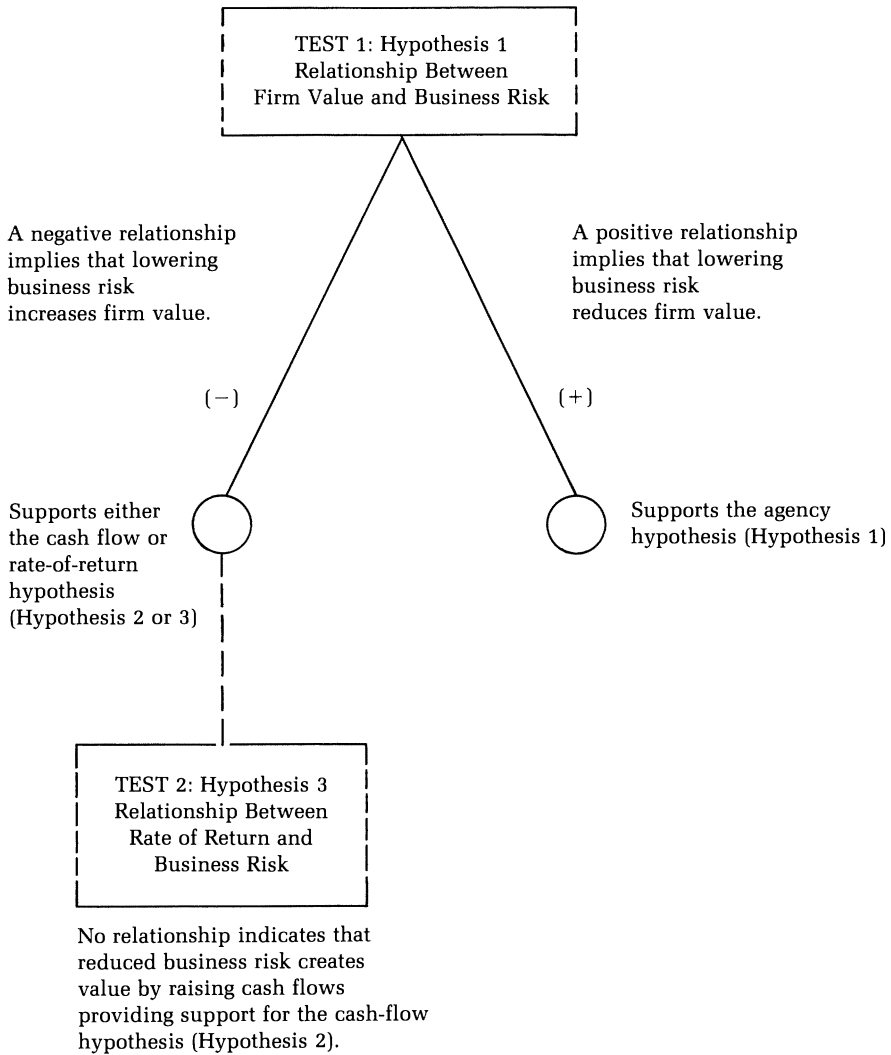 TEST 1: Hypothesis 1
Relationship Between
Firm Value and Business Risk
A negative relationship
implies that lowering
business risk
increases firm value.
A positive relationship
implies that lowering
business risk
reduces firm value.
(−)
(+)
Supports either
the cash flow or
rate-of-return
hypothesis
(Hypothesis 2 or 3)
Supports the agency
hypothesis (Hypothesis 1)
TEST 2: Hypothesis 3
Relationship Between
Rate of Return and
Business Risk
No relationship indicates that
reduced business risk creates
value by raising cash flows
providing support for the cash-flow
hypothesis (Hypothesis 2).